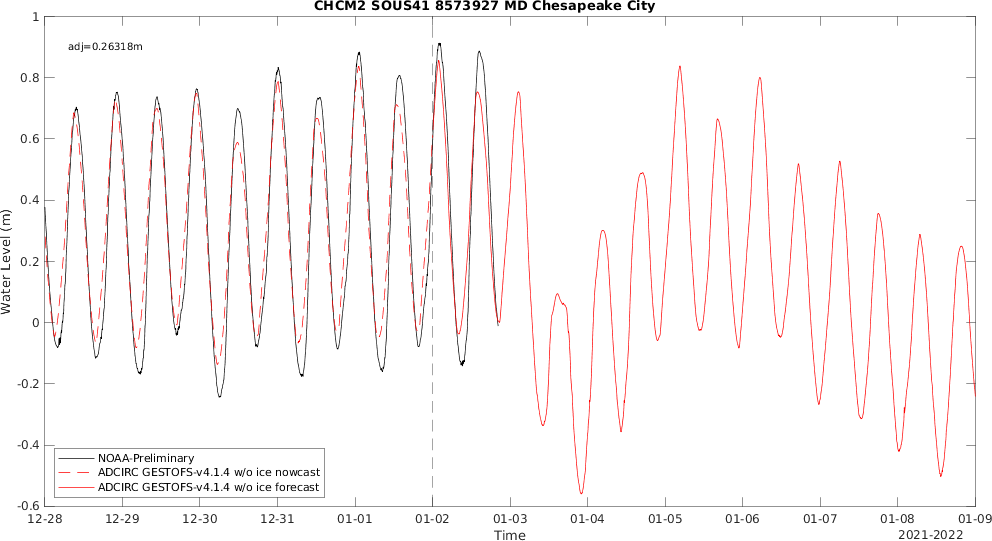 CHCM2 SOUS41 8573927 MD Chesapeake City
adj=0.26318m
Water Level (m)
1
0.8
0.6
0.4
0.2
0
-0.2
-0.4
-0.6
NOAA-Preliminary
ADCIRC GESTOFS-v4.1.4 w/o ice nowcast
ADCIRC GESTOFS-v4.1.4 w/o ice forecast
12-28 12-29 12-30 12-31 01-01 01-02 01-03 01-04 01-05 01-06 01-07 01-08 01-09
Time
2021-2022